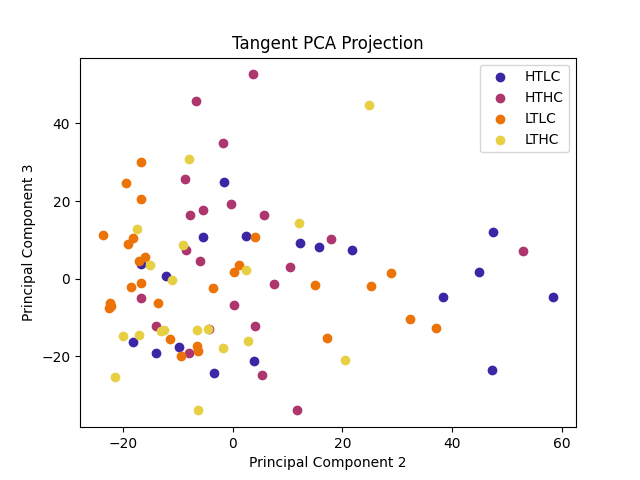 Tangent PCA Projection
HTLC
HTHC
LTLC
LTHC
40
20
0
−20
Principal Component 3
−20 0 20 40 60
Principal Component 2